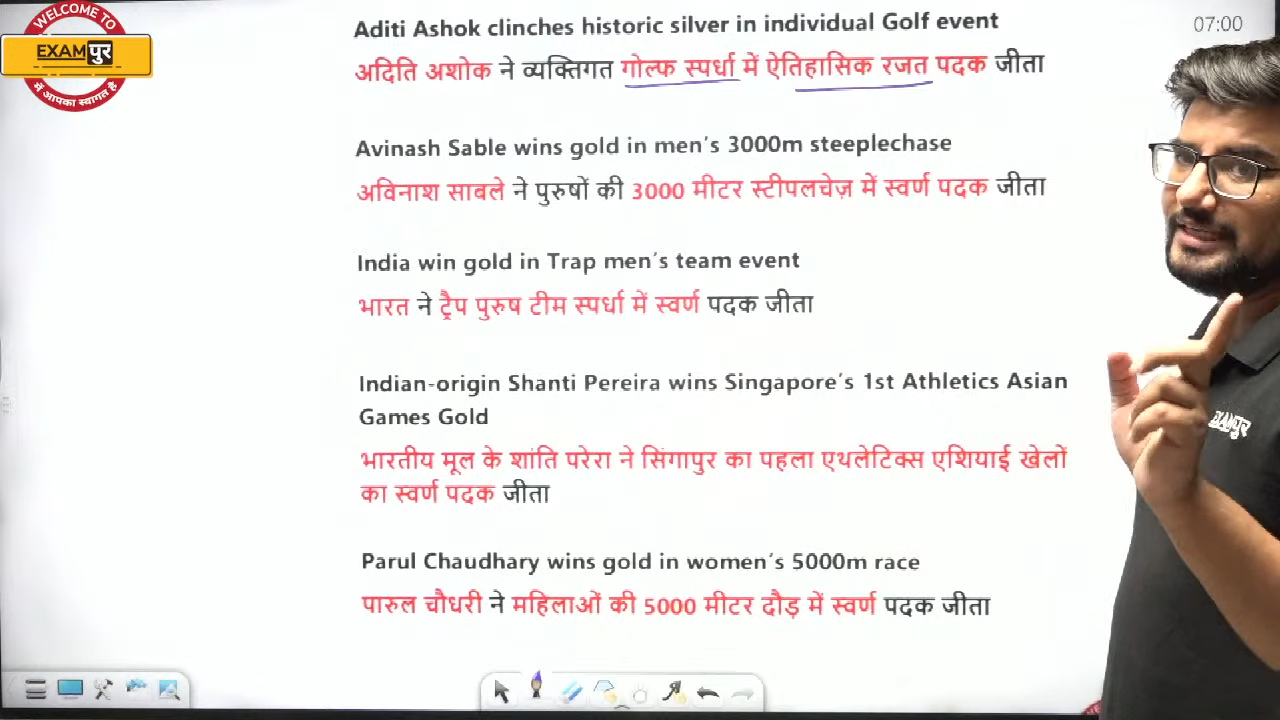 WELCOME TO
EXAMपुर
में आपका स्वागत है
07:00
Aditi Ashok clinches historic silver in individual Golf event
अदिति अशोक ने व्यक्तिगत गोल्फ स्पर्धा में ऐतिहासिक रजत पदक जीता
Avinash Sable wins gold in men's 3000m steeplechase
अविनाश साबले ने पुरुषों की 3000 मीटर स्टीपलचेज़ में स्वर्ण पदक जीता
India win gold in Trap men's team event
भारत ने ट्रैप पुरुष टीम स्पर्धा में स्वर्ण पदक जीता
Indian-origin Shanti Pereira wins Singapore's 1st Athletics Asian
Games Gold
भारतीय मूल के शांति परेरा ने सिंगापुर का पहला एथलेटिक्स एशियाई खेलों
का स्वर्ण पदक जीता
EXAMपुर
Parul Chaudhary wins gold in women's 5000m race
पारुल चौधरी ने महिलाओं की 5000 मीटर दौड़ में स्वर्ण पदक जीता